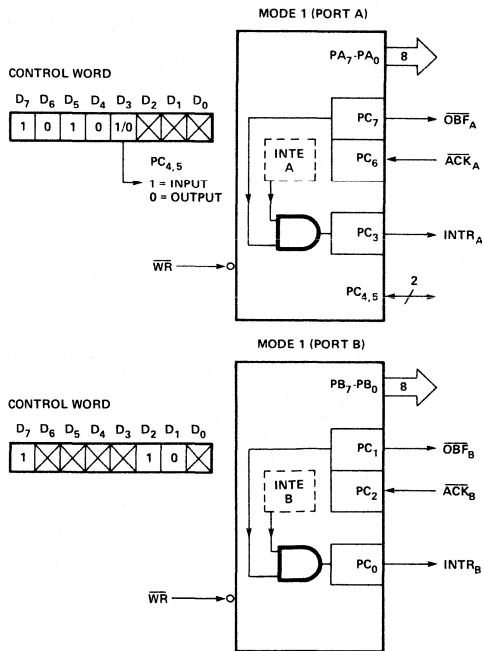 MODE 1 (PORT A)
PA7-PA0
8
CONTROL WORD
D7 D6 D5 D4 D3 D2 D1 D0
1 0 1 0 1/0
PC4,5
1 = INPUT
0 = OUTPUT
PC7
OBFA
INTE
A
PC6
ACKA
PC3
INTRA
WR
PC4,5
2
MODE 1 (PORT B)
PB7-PB0
8
CONTROL WORD
D7 D6 D5 D4 D3 D2 D1 D0
1 1 0
PC1
OBFB
INTE
B
PC2
ACKB
PC0
INTRB
WR